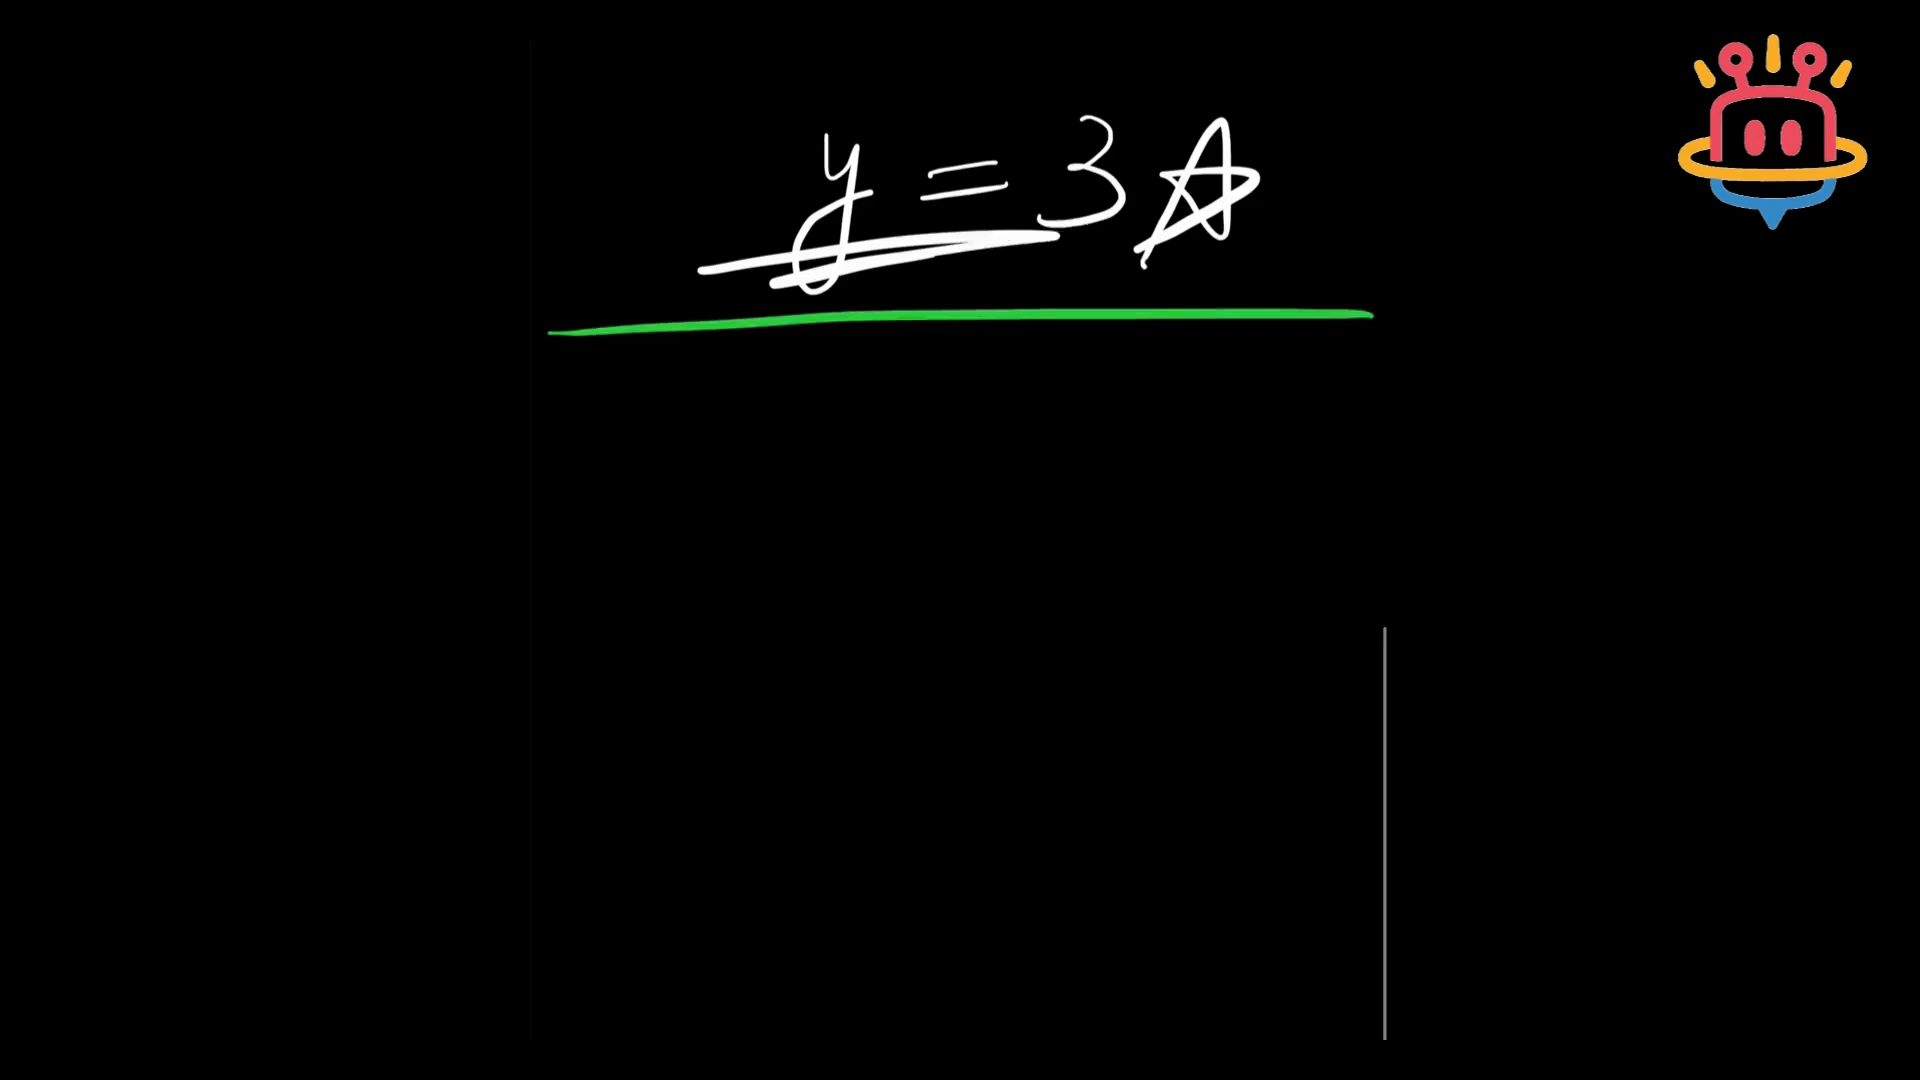 y = 3☆